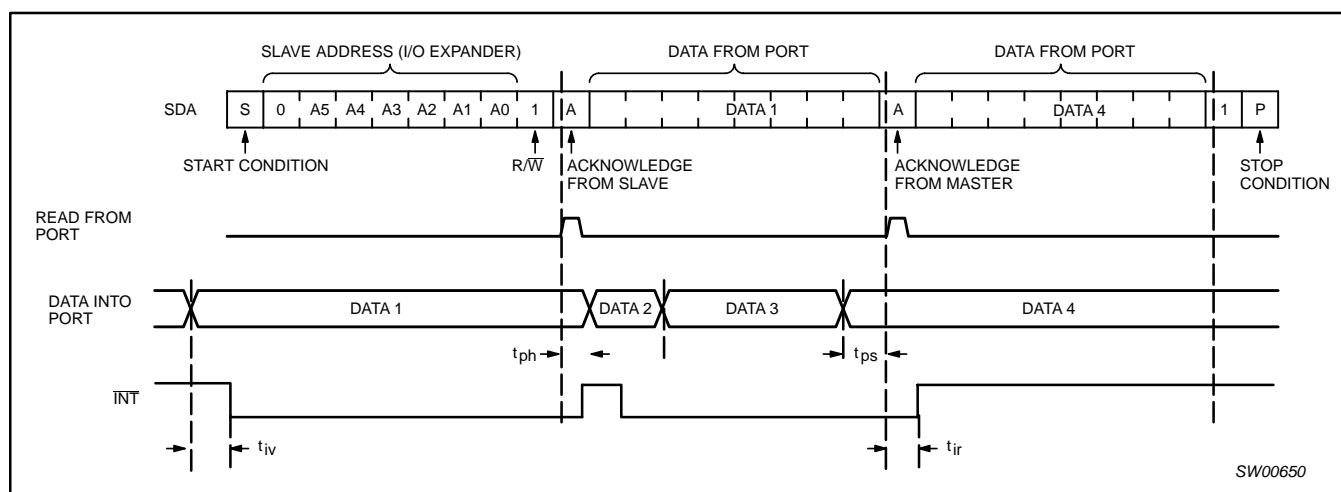 SLAVE ADDRESS (I/O EXPANDER) DATA FROM PORT DATA FROM PORT
SDA S 0 A5 A4 A3 A2 A1 A0 1 A DATA 1 A DATA 4 1 P
START CONDITION R/W̅ ACKNOWLEDGE FROM SLAVE ACKNOWLEDGE FROM MASTER STOP CONDITION
READ FROM PORT
DATA INTO PORT DATA 1 DATA 2 DATA 3 DATA 4
tph tps
I̅N̅T̅
tiv tir
SW00650